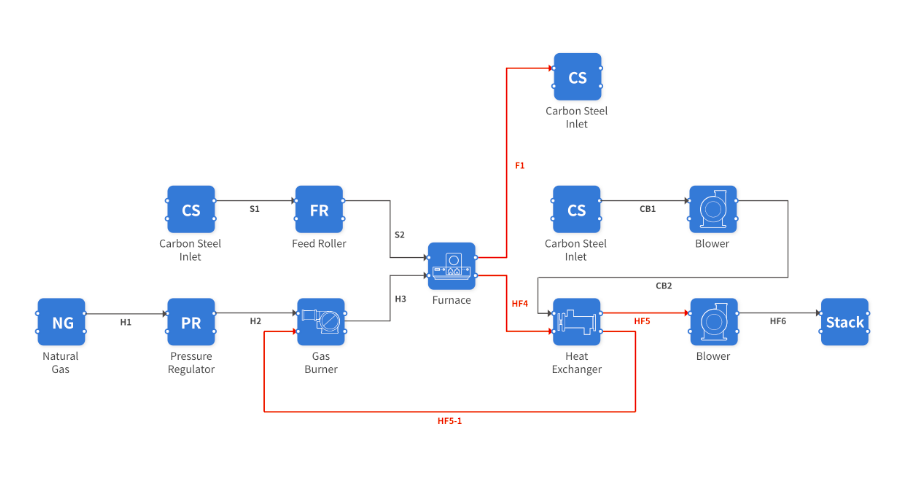 CS
Carbon Steel
Inlet
F1
CS
Carbon Steel
Inlet
S1
FR
Feed Roller
S2
CS
Carbon Steel
Inlet
CB1
Blower
CB2
Furnace
H3
HF4
NG
Natural
Gas
H1
PR
Pressure
Regulator
H2
Gas
Burner
Heat
Exchanger
HF5
Blower
HF6
Stack
HF5-1